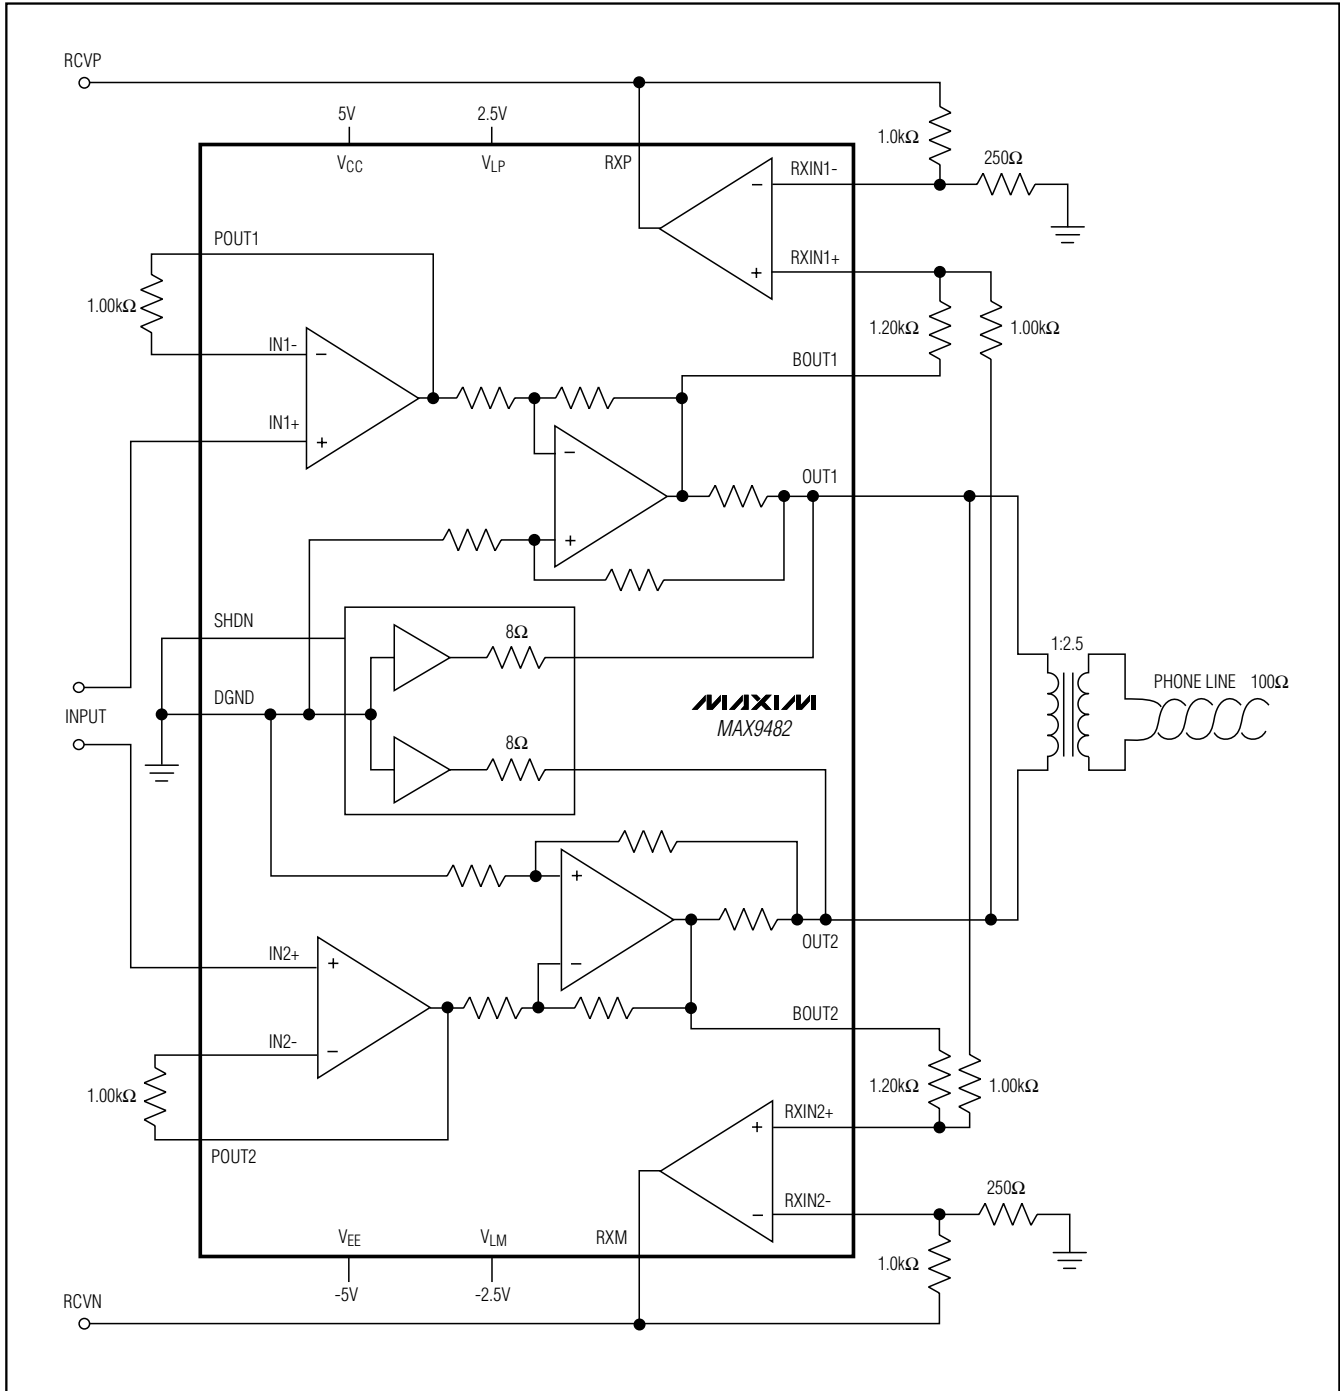 RCVP
5V
2.5V
1.0kΩ
250Ω
VCC
VLP
RXP
−
RXIN1-
POUT1
+
RXIN1+
1.00kΩ
1.20kΩ
1.00kΩ
IN1-
−
BOUT1
IN1+
+
−
OUT1
+
SHDN
8Ω
1:2.5
DGND
MAXIM
PHONE LINE 100Ω
INPUT
MAX9482
8Ω
+
OUT2
IN2+
+
−
BOUT2
IN2-
−
1.00kΩ
1.20kΩ
1.00kΩ
+
RXIN2+
POUT2
250Ω
−
RXIN2-
VEE
VLM
RXM
1.0kΩ
-5V
-2.5V
RCVN